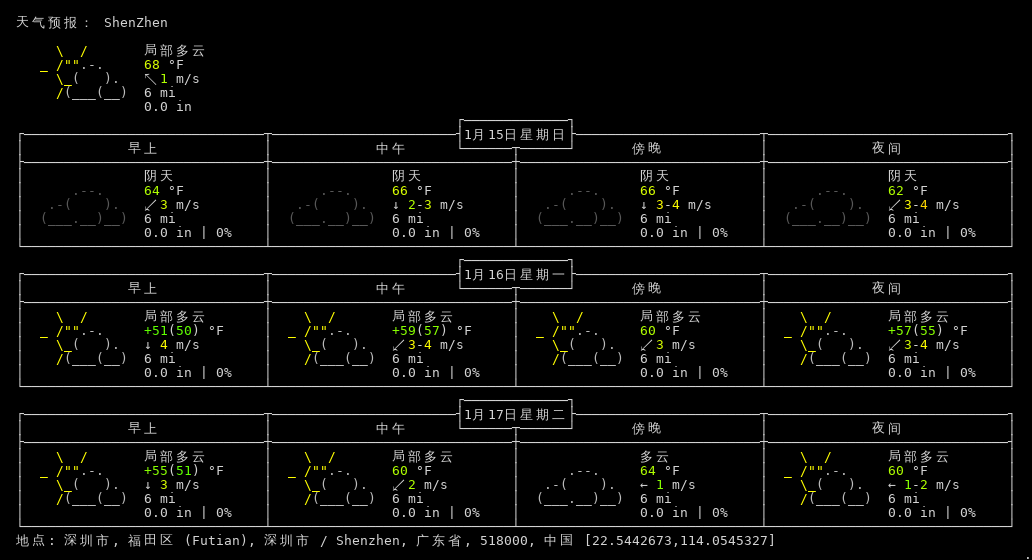 天气预报： ShenZhen
局部多云
68 °F
↖ 1 m/s
6 mi
0.0 in
1月15日星期日
早上 中午 傍晚 夜间
阴天 阴天 阴天 阴天
64 °F 66 °F 66 °F 62 °F
↙ 3 m/s ↓ 2-3 m/s ↓ 3-4 m/s ↙ 3-4 m/s
6 mi 6 mi 6 mi 6 mi
0.0 in | 0% 0.0 in | 0% 0.0 in | 0% 0.0 in | 0%
1月16日星期一
早上 中午 傍晚 夜间
局部多云 局部多云 局部多云 局部多云
+51(50) °F +59(57) °F 60 °F +57(55) °F
↓ 4 m/s ↙ 3-4 m/s ↙ 3 m/s ↙ 3-4 m/s
6 mi 6 mi 6 mi 6 mi
0.0 in | 0% 0.0 in | 0% 0.0 in | 0% 0.0 in | 0%
1月17日星期二
早上 中午 傍晚 夜间
局部多云 局部多云 多云 局部多云
+55(51) °F 60 °F 64 °F 60 °F
↓ 3 m/s ↙ 2 m/s ← 1 m/s ← 1-2 m/s
6 mi 6 mi 6 mi 6 mi
0.0 in | 0% 0.0 in | 0% 0.0 in | 0% 0.0 in | 0%
地点: 深圳市, 福田区 (Futian), 深圳市 / Shenzhen, 广东省, 518000, 中国 [22.5442673,114.0545327]